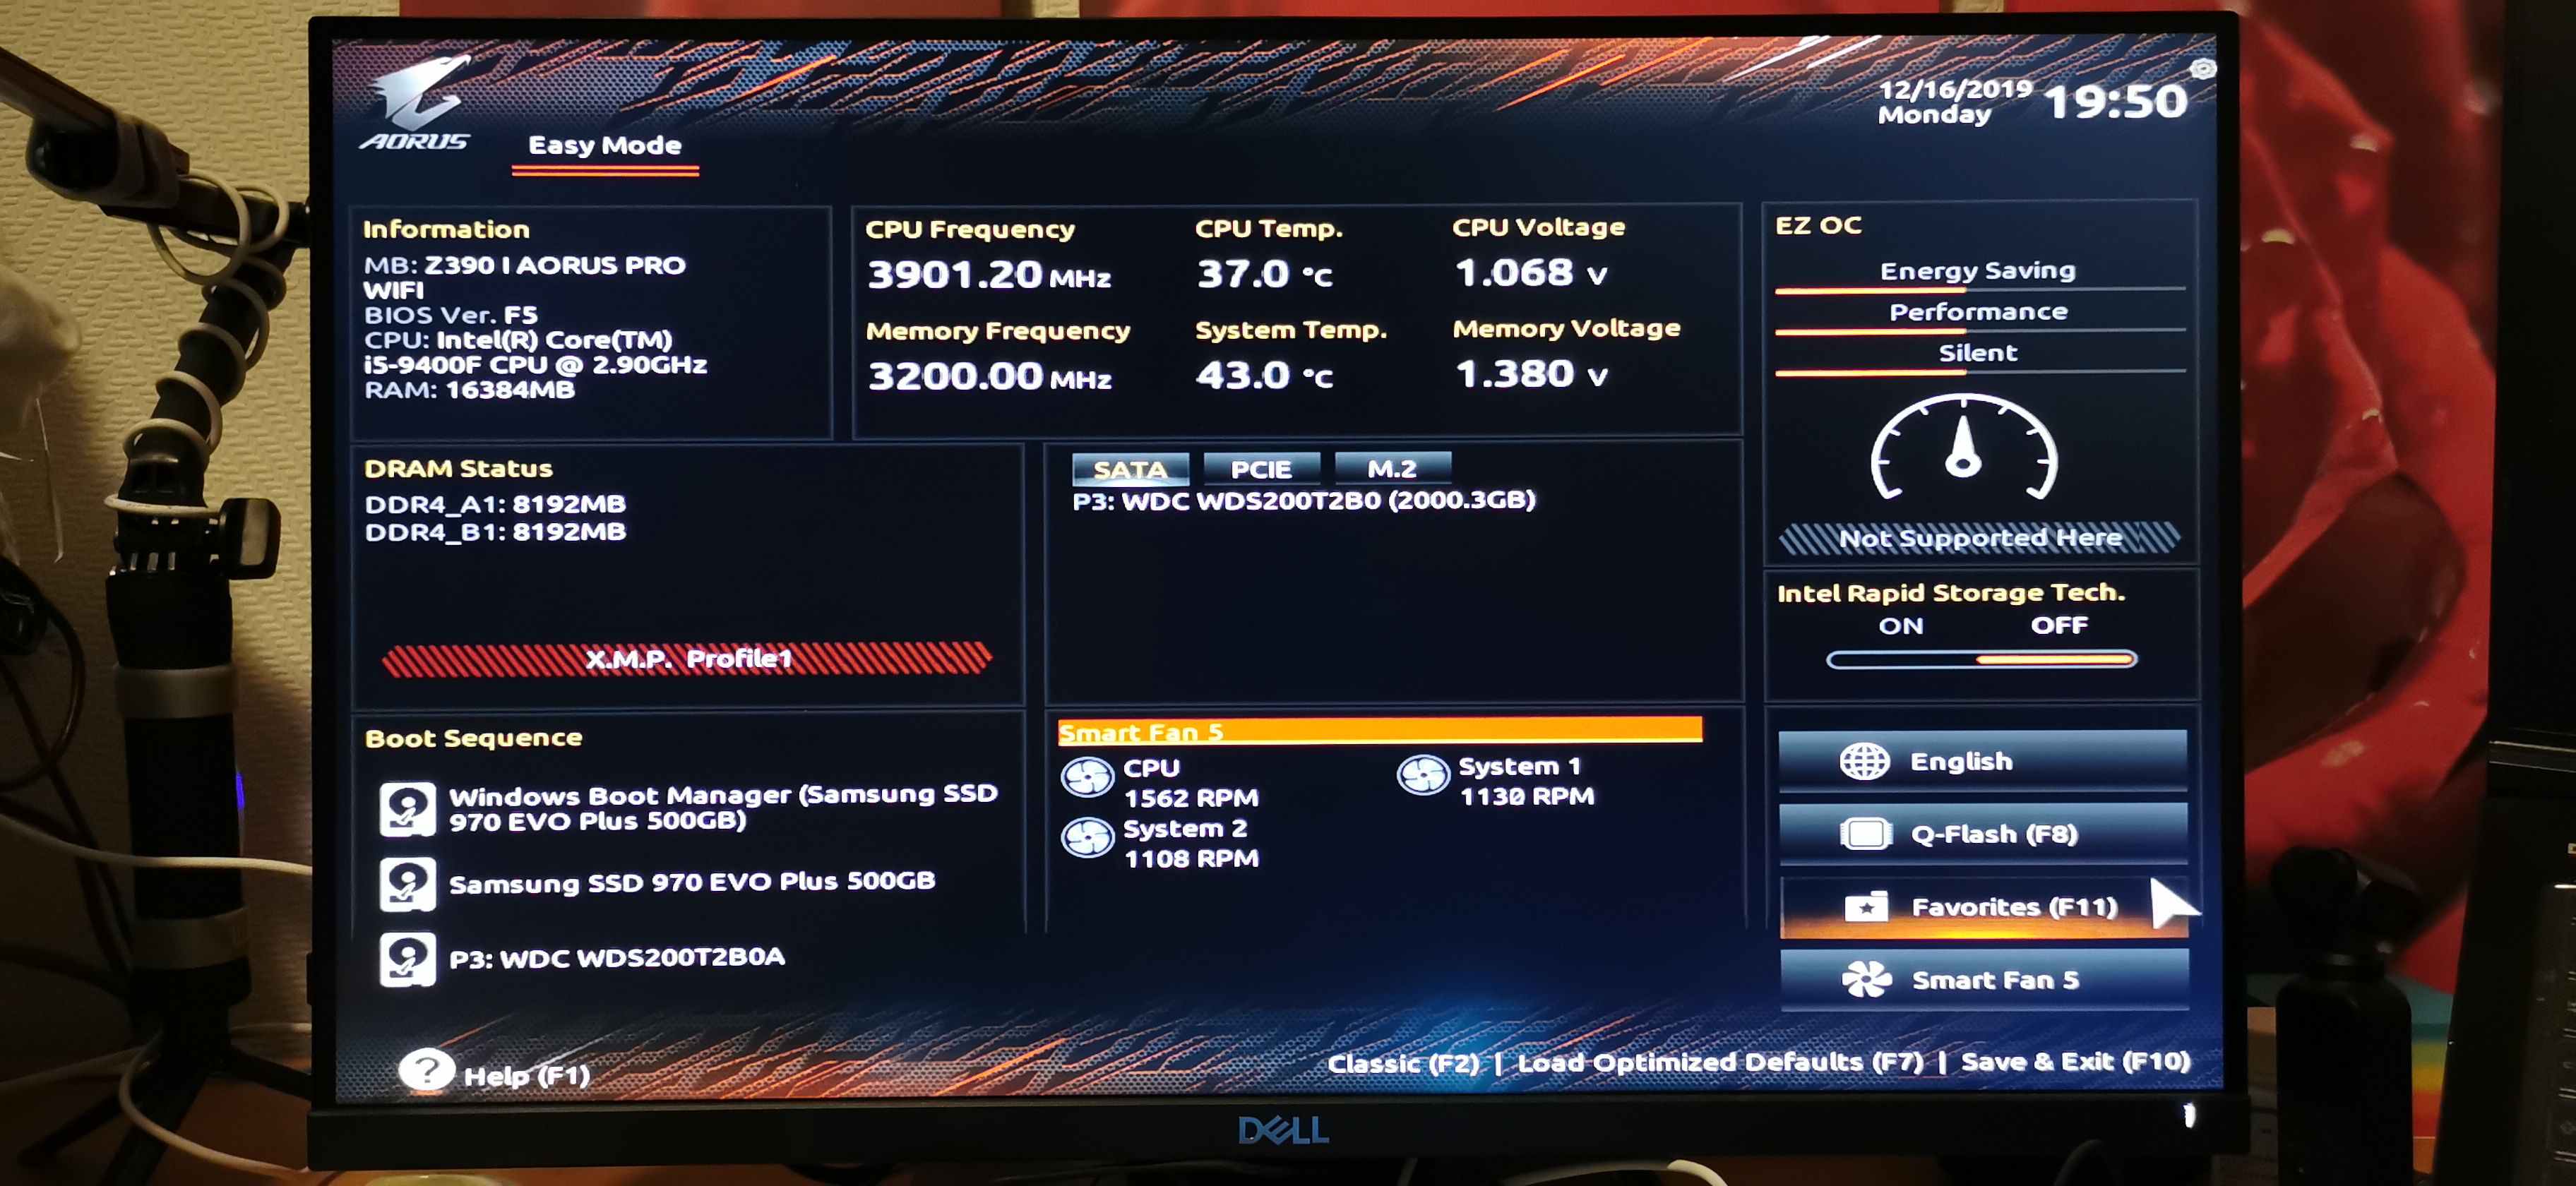 AORUS
Easy Mode
12/16/2019
Monday
19:50
Information
MB: Z390 I AORUS PRO
WIFI
BIOS Ver. F5
CPU: Intel(R) Core(TM)
i5-9400F CPU @ 2.90GHz
RAM: 16384MB
CPU Frequency
3901.20 MHz
CPU Temp.
37.0 °C
CPU Voltage
1.068 V
Memory Frequency
3200.00 MHz
System Temp.
43.0 °C
Memory Voltage
1.380 V
EZ OC
Energy Saving
Performance
Silent
Not Supported Here
DRAM Status
DDR4_A1: 8192MB
DDR4_B1: 8192MB
X.M.P. Profile1
SATA
PCIE
M.2
P3: WDC WDS200T2B0 (2000.3GB)
Intel Rapid Storage Tech.
ON OFF
Boot Sequence
Windows Boot Manager (Samsung SSD
970 EVO Plus 500GB)
Samsung SSD 970 EVO Plus 500GB
P3: WDC WDS200T2B0A
Smart Fan 5
CPU
1562 RPM
System 1
1130 RPM
System 2
1108 RPM
English
Q-Flash (F8)
Favorites (F11)
Smart Fan 5
? Help (F1)
Classic (F2) | Load Optimized Defaults (F7) | Save & Exit (F10)
DELL